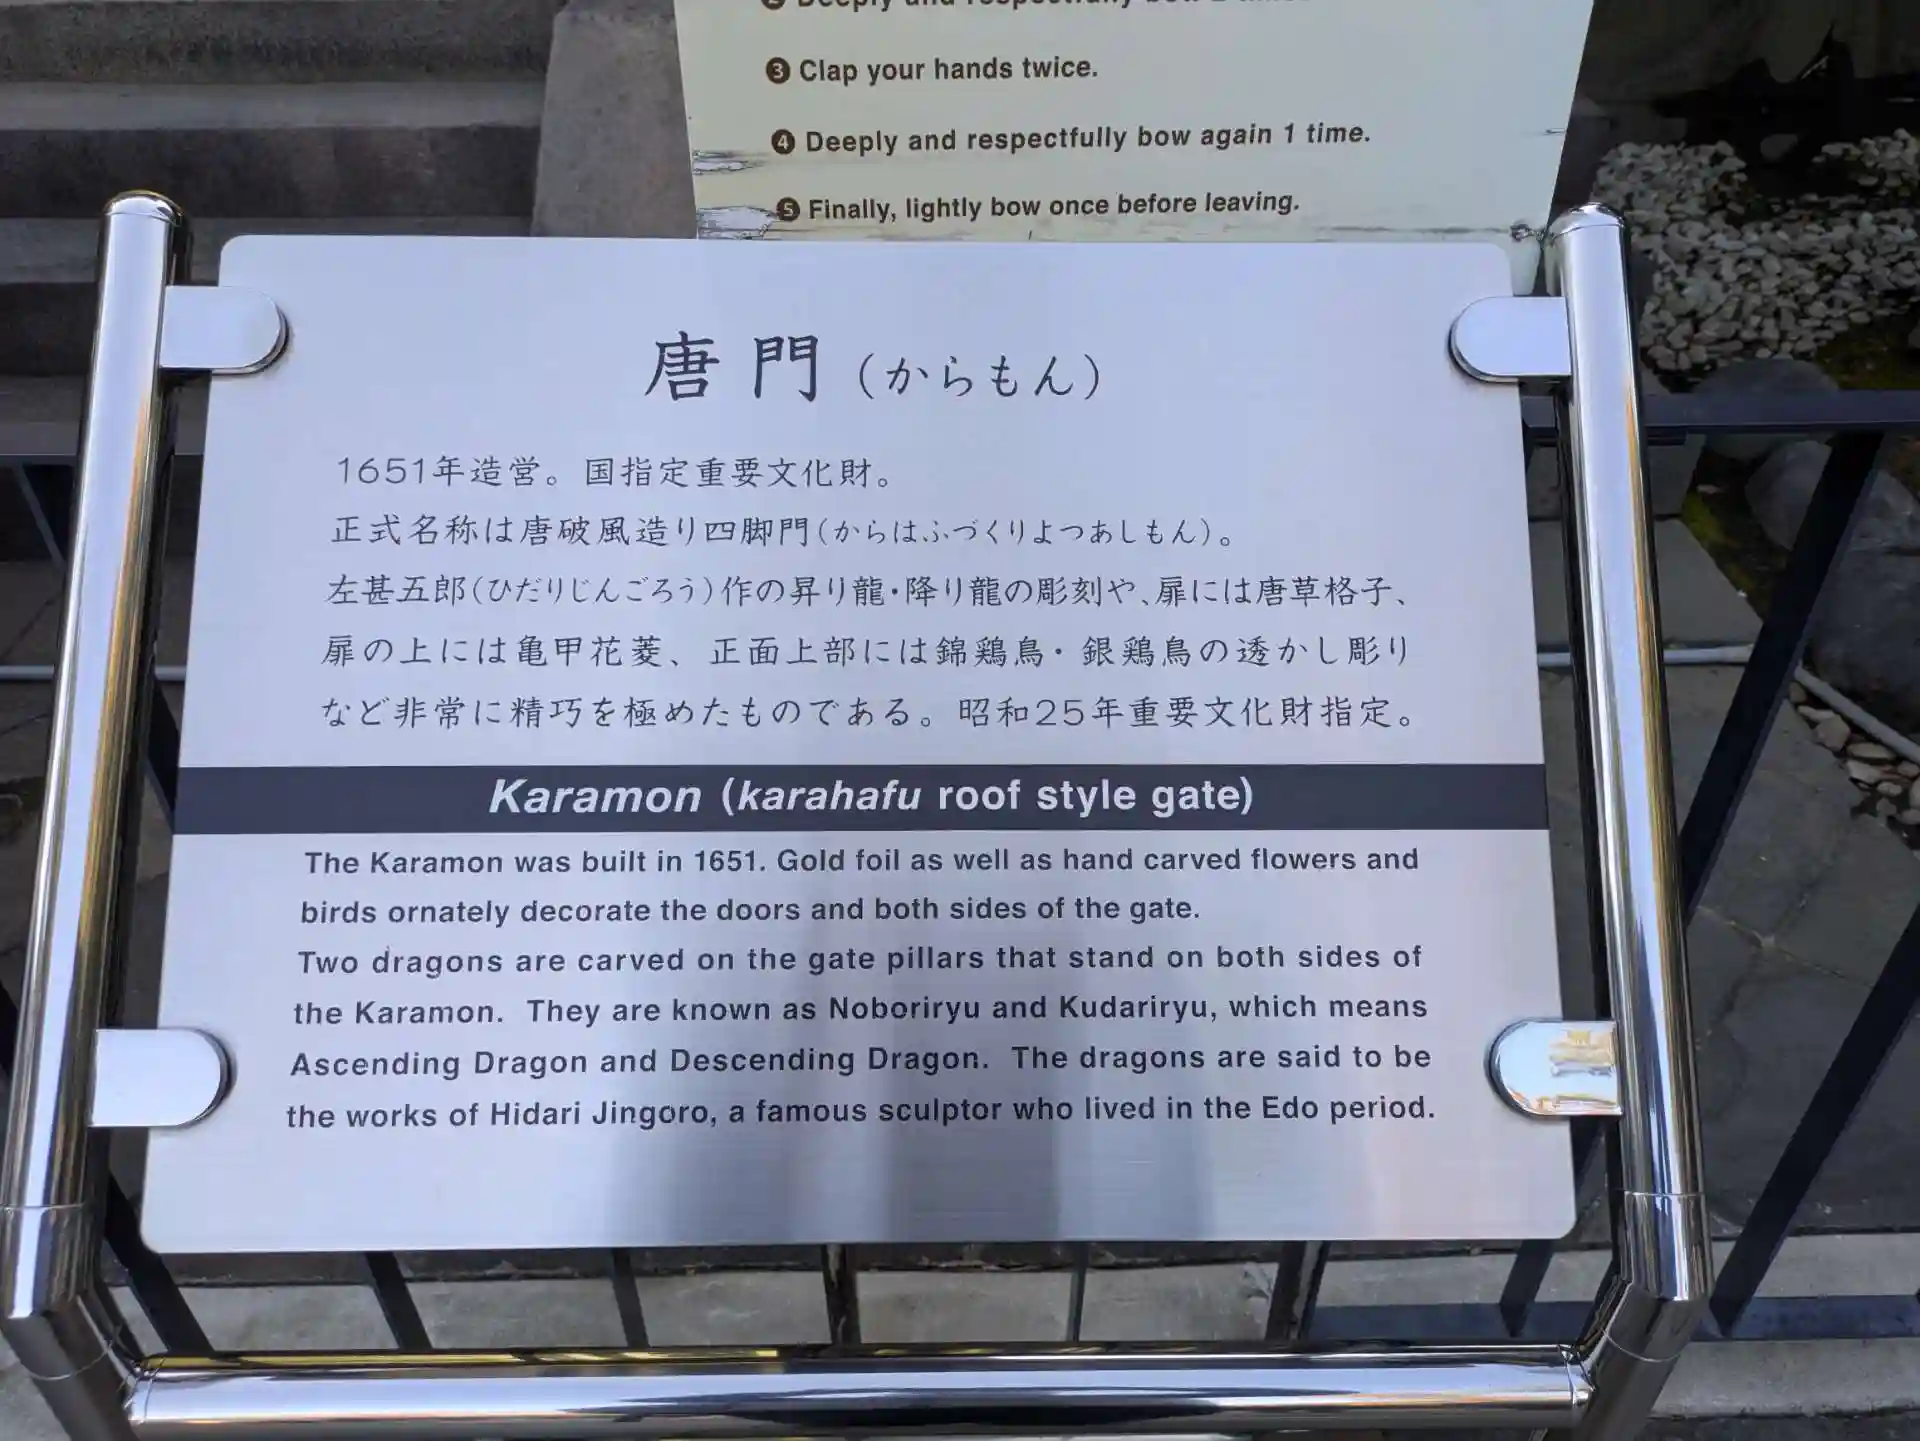 ❷ Deeply and respectfully bow 2 times.
❸ Clap your hands twice.
❹ Deeply and respectfully bow again 1 time.
❺ Finally, lightly bow once before leaving.
唐門（からもん）
1651年造営。国指定重要文化財。
正式名称は唐破風造り四脚門（からはふづくりよつあしもん）。
左甚五郎（ひだりじんごろう）作の昇り龍・降り龍の彫刻や、扉には唐草格子、
扉の上には亀甲花菱、正面上部には錦鶏鳥・銀鶏鳥の透かし彫り
など非常に精巧を極めたものである。昭和25年重要文化財指定。
Karamon (karahafu roof style gate)
The Karamon was built in 1651. Gold foil as well as hand carved flowers and
birds ornately decorate the doors and both sides of the gate.
Two dragons are carved on the gate pillars that stand on both sides of
the Karamon. They are known as Noboriryu and Kudariryu, which means
Ascending Dragon and Descending Dragon. The dragons are said to be
the works of Hidari Jingoro, a famous sculptor who lived in the Edo period.